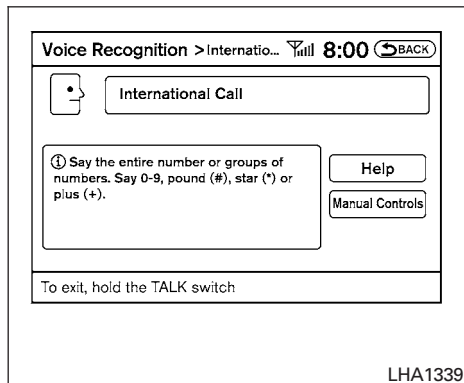 Voice Recognition > Internatio... 8:00 BACK
International Call
ⓘ Say the entire number or groups of
numbers. Say 0-9, pound (#), star (*) or
plus (+).
Help
Manual Controls
To exit, hold the TALK switch
LHA1339